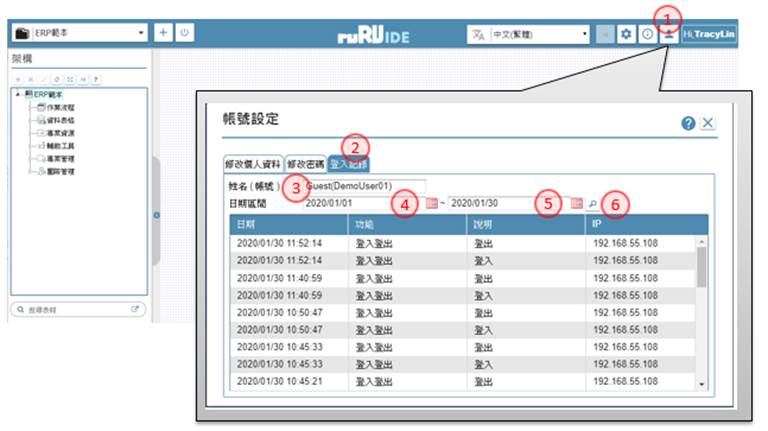 ERP範本
ruRU IDE
中文(繁體)
1
Hi, TracyLin
架構
ERP範本
作業流程
資料表格
專案資源
輔助工具
專案管理
團隊管理
搜尋表材
帳號設定
2
修改個人資料 修改密碼 登入記錄
姓名(帳號) 3 Guest(DemoUser01)
日期區間 2020/01/01 4 ~ 2020/01/30 5 6
日期 功能 說明 IP
2020/01/30 11:52:14 登入登出 登出 192.168.55.108
2020/01/30 11:52:14 登入登出 登入 192.168.55.108
2020/01/30 11:40:59 登入登出 登出 192.168.55.108
2020/01/30 11:40:59 登入登出 登入 192.168.55.108
2020/01/30 10:50:47 登入登出 登出 192.168.55.108
2020/01/30 10:50:47 登入登出 登入 192.168.55.108
2020/01/30 10:45:33 登入登出 登出 192.168.55.108
2020/01/30 10:45:33 登入登出 登入 192.168.55.108
2020/01/30 10:45:21 登入登出 登出 192.168.55.108